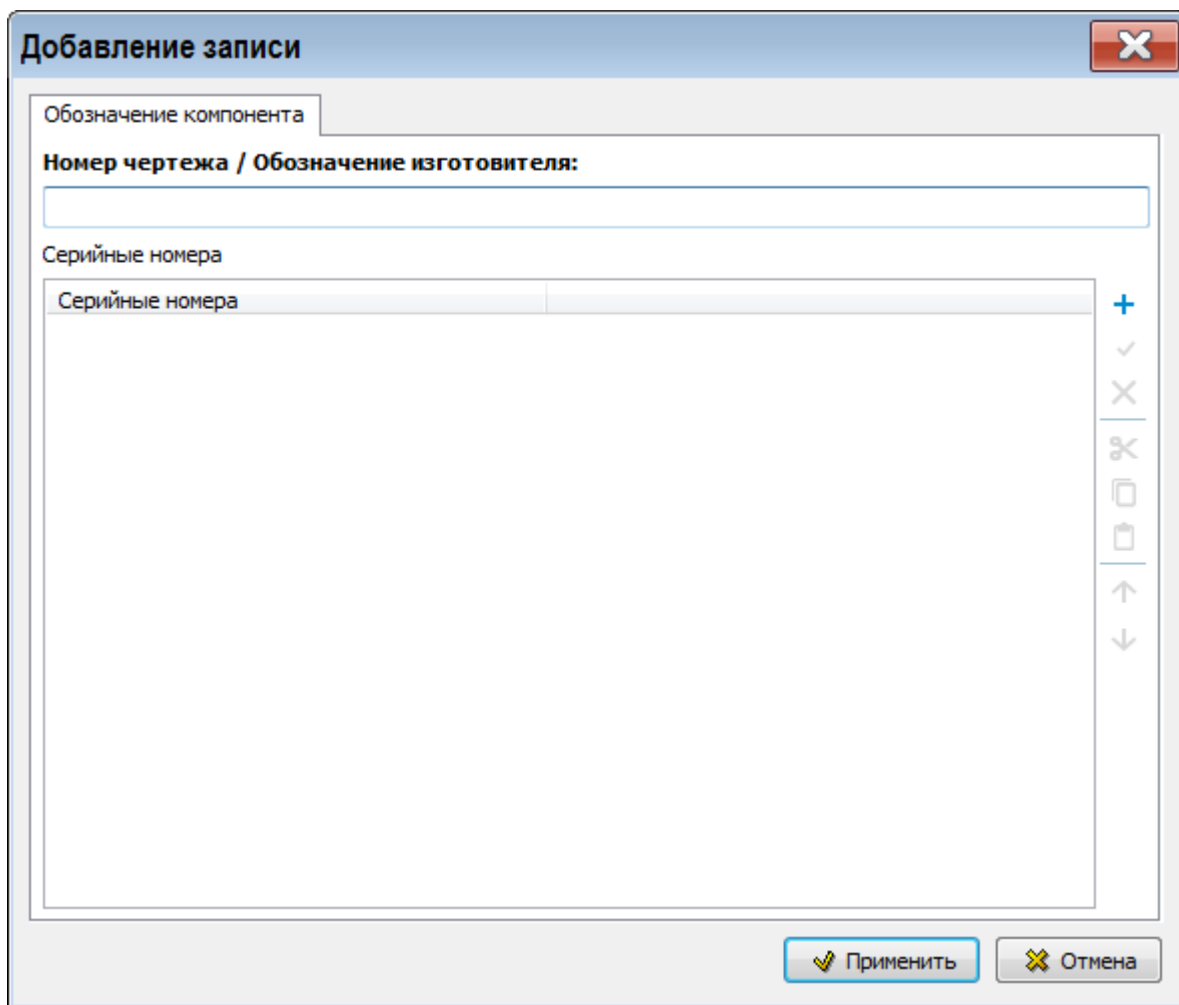 Добавление записи
Обозначение компонента
Номер чертежа / Обозначение изготовителя:
Серийные номера
Серийные номера
Применить
Отмена